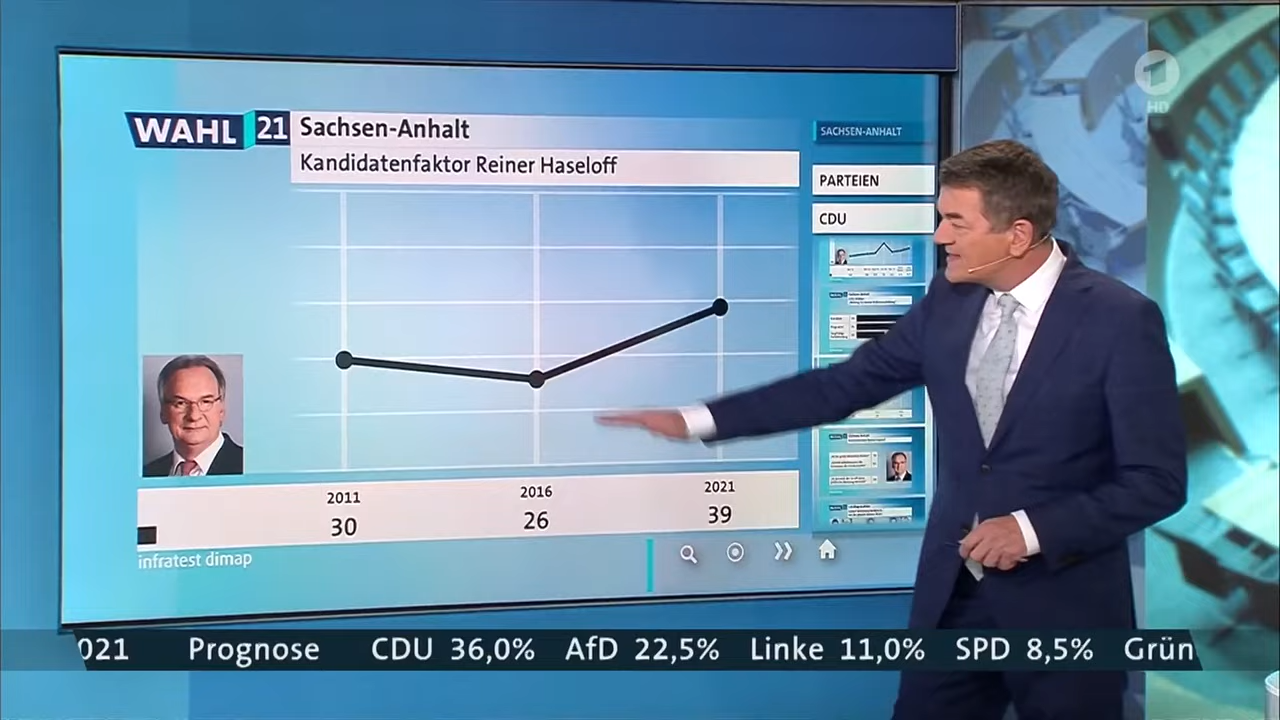 WAHL 21
Sachsen-Anhalt
Kandidatenfaktor Reiner Haseloff
SACHSEN-ANHALT
PARTEIEN
CDU
2011 2016 2021
30 26 39
infratest dimap
1
HD
021 Prognose CDU 36,0% AfD 22,5% Linke 11,0% SPD 8,5% Grün